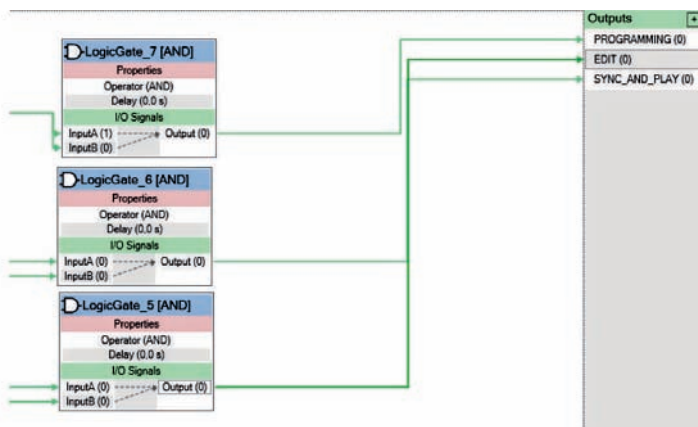 LogicGate_7 [AND]
Properties
Operator (AND)
Delay (0.0 s)
I/O Signals
InputA (1) Output (0)
InputB (0)
LogicGate_6 [AND]
Properties
Operator (AND)
Delay (0.0 s)
I/O Signals
InputA (0) Output (0)
InputB (0)
LogicGate_5 [AND]
Properties
Operator (AND)
Delay (0.0 s)
I/O Signals
InputA (0) Output (0)
InputB (0)
Outputs +
PROGRAMMING (0)
EDIT (0)
SYNC_AND_PLAY (0)